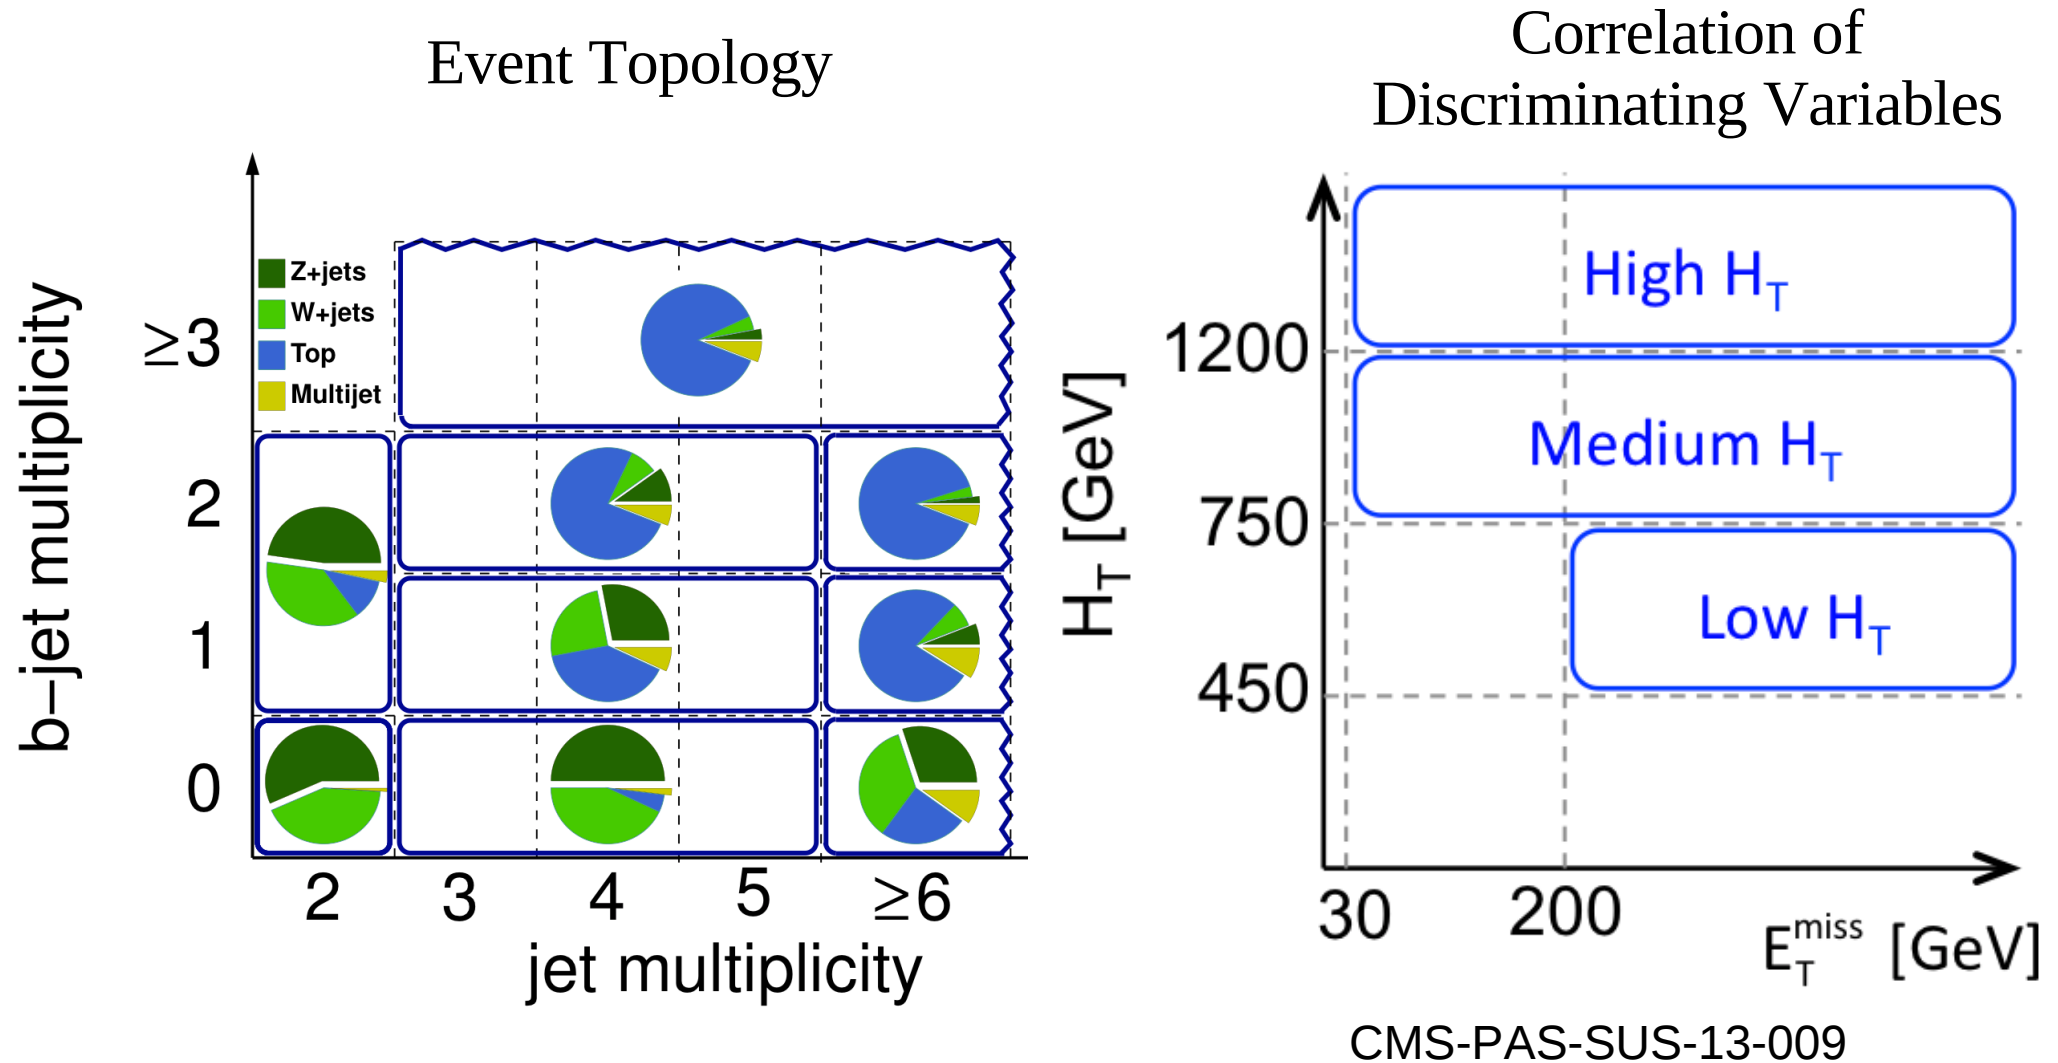 Event Topology
b−jet multiplicity
≥3
2
1
0
Z+jets
W+jets
Top
Multijet
2 3 4 5 ≥6
jet multiplicity
Correlation of
Discriminating Variables
H_T [GeV]
1200
750
450
High H_T
Medium H_T
Low H_T
30 200
E_T^miss [GeV]
CMS-PAS-SUS-13-009